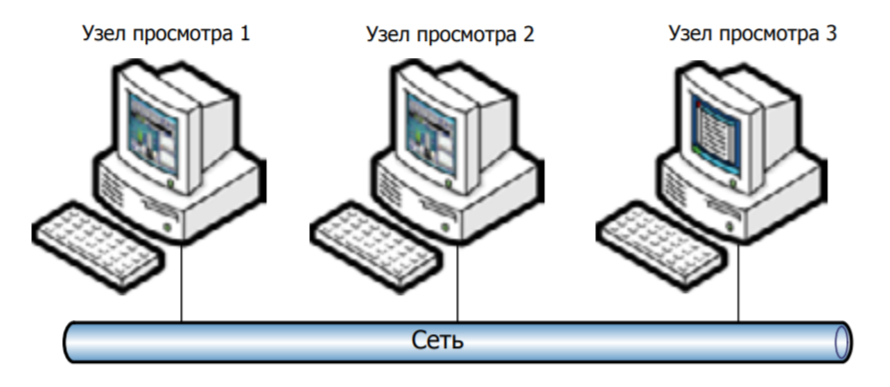 Узел просмотра 1
Узел просмотра 2
Узел просмотра 3
Сеть